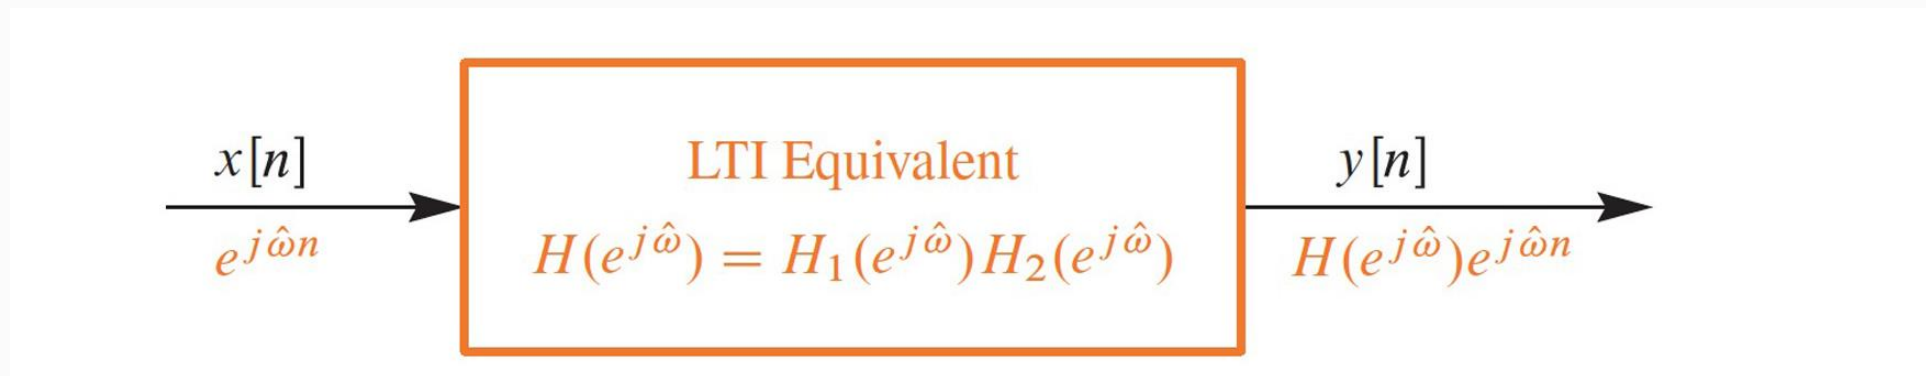 x[n]
e^{jω̂n}
LTI Equivalent
H(e^{jω̂}) = H₁(e^{jω̂})H₂(e^{jω̂})
y[n]
H(e^{jω̂})e^{jω̂n}